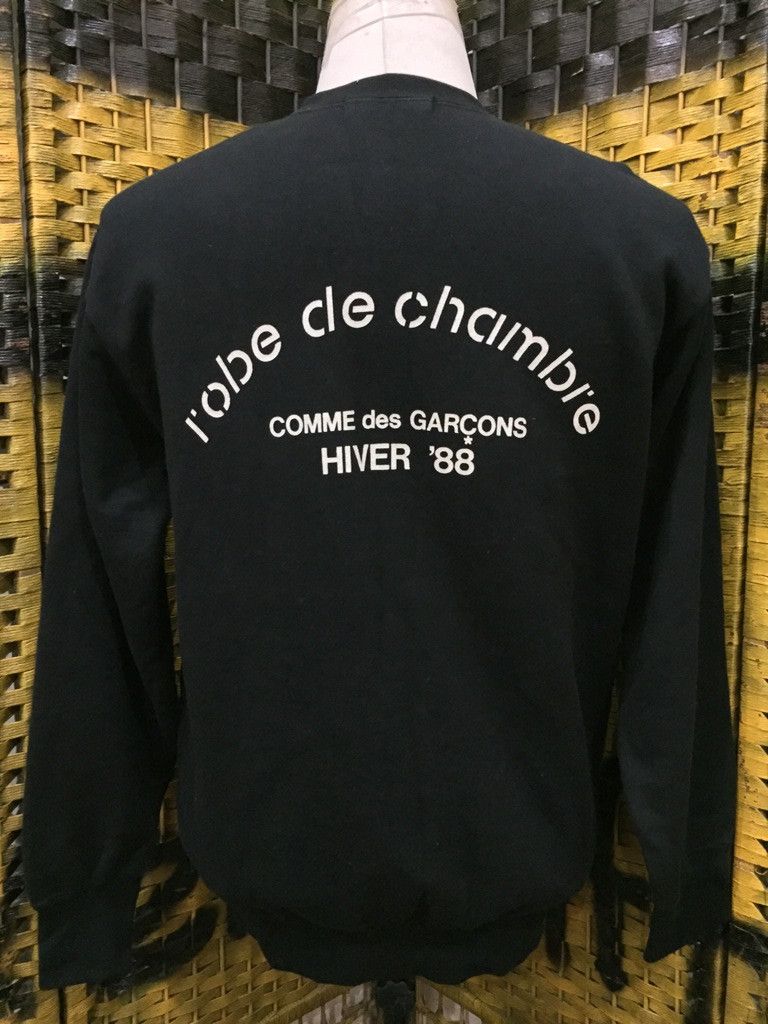 robe de chambre
COMME des GARÇONS
HIVER '88